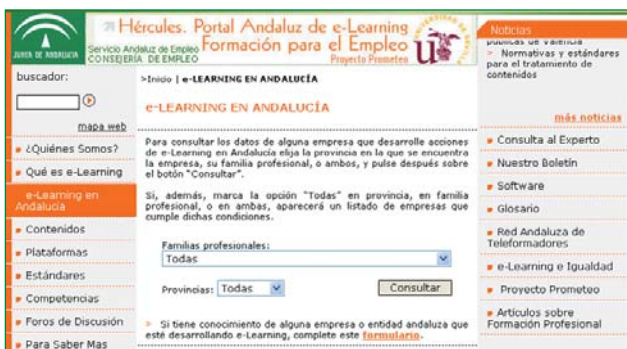 Hércules. Portal Andaluz de e-Learning
Formación para el Empleo
Proyecto Prometeo
JUNTA DE ANDALUCIA
Servicio Andaluz de Empleo
CONSEJERÍA DE EMPLEO
buscador:
mapa web
¿Quiénes Somos?
Qué es e-Learning
e-Learning en
Andalucía
Contenidos
Plataformas
Estándares
Competencias
Foros de Discusión
Para Saber Mas
>Inicio | e-LEARNING EN ANDALUCÍA
e-LEARNING EN ANDALUCÍA
Para consultar los datos de alguna empresa que desarrolle acciones
de e-Learning en Andalucía elija la provincia en la que se encuentra
la empresa, su familia profesional, o ambos, y pulse después sobre
el botón "Consultar".
Si, además, marca la opción "Todas" en provincia, en familia
profesional, o en ambas, aparecerá un listado de empresas que
cumple dichas condiciones.
Familias profesionales:
Todas
Provincias: Todas
Consultar
> Si tiene conocimiento de alguna empresa o entidad andaluza que
esté desarrollando e-Learning, complete este formulario.
Noticias
públicas de Valencia
> Normativas y estándares
para el tratamiento de
contenidos
más noticias
Consulta al Experto
Nuestro Boletín
Software
Glosario
Red Andaluza de
Teleformadores
e-Learning e Igualdad
Proyecto Prometeo
Artículos sobre
Formación Profesional